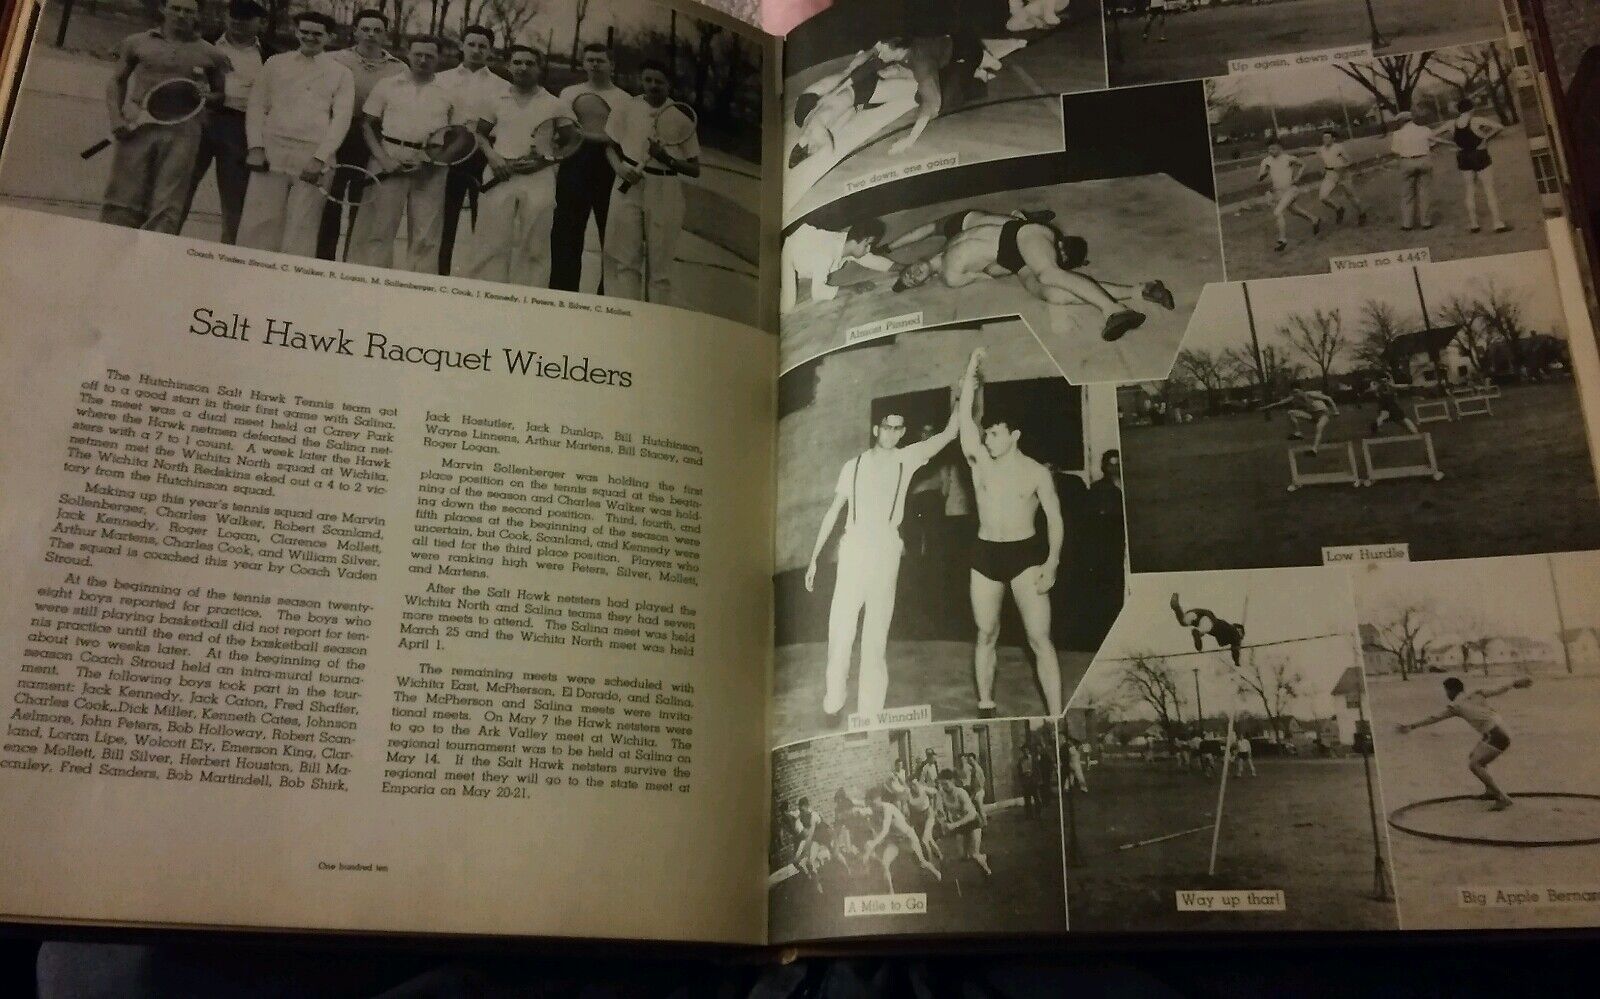 Coach Vaden Stroud, C. Walker, R. Logan, M. Sollenberger, C. Cook, J. Kennedy, J. Peters, B. Silver, C. Mollett.
Salt Hawk Racquet Wielders
The Hutchinson Salt Hawk Tennis team got
off to a good start in their first game with Salina.
The meet was a dual meet held at Carey Park
where the Hawk netmen defeated the Salina net-
sters with a 7 to 1 count. A week later the Hawk
netmen met the Wichita North squad at Wichita.
The Wichita North Redskins eked out a 4 to 2 vic-
tory from the Hutchinson squad.
Making up this year's tennis squad are Marvin
Sollenberger, Charles Walker, Robert Scanland,
Jack Kennedy, Roger Logan, Clarence Mollett,
Arthur Martens, Charles Cook, and William Silver.
The squad is coached this year by Coach Vaden
Stroud.
At the beginning of the tennis season twenty-
eight boys reported for practice. The boys who
were still playing basketball did not report for ten-
nis practice until the end of the basketball season
about two weeks later. At the beginning of the
season Coach Stroud held an intra-mural tourna-
ment. The following boys took part in the tour-
nament: Jack Kennedy, Jack Caton, Fred Shaffer,
Charles Cook, Dick Miller, Kenneth Cates, Johnson
Aelmore, John Peters, Bob Holloway, Robert Scan-
land, Loran Lipe, Wolcott Ely, Emerson King, Clar-
ence Mollett, Bill Silver, Herbert Houston, Bill Ma-
cauley, Fred Sanders, Bob Martindell, Bob Shirk,
Jack Hostutler, Jack Dunlap, Bill Hutchinson,
Wayne Linnens, Arthur Martens, Bill Stacey, and
Roger Logan.
Marvin Sollenberger was holding the first
place position on the tennis squad at the begin-
ning of the season and Charles Walker was hold-
ing down the second position. Third, fourth, and
fifth places at the beginning of the season were
uncertain, but Cook, Scanland, and Kennedy were
all tied for the third place position. Players who
were ranking high were Peters, Silver, Mollett,
and Martens.
After the Salt Hawk netsters had played the
Wichita North and Salina teams they had seven
more meets to attend. The Salina meet was held
March 25 and the Wichita North meet was held
April 1.
The remaining meets were scheduled with
Wichita East, McPherson, El Dorado, and Salina.
The McPherson and Salina meets were invita-
tional meets. On May 7 the Hawk netsters were
to go to the Ark Valley meet at Wichita. The
regional tournament was to be held at Salina on
May 14. If the Salt Hawk netsters survive the
regional meet they will go to the state meet at
Emporia on May 20-21.
One hundred ten
Up again, down again
Two down, one going
What no 4.44?
Almost Pinned
Low Hurdle
The Winnah!!
A Mile to Go
Way up thar!
Big Apple Bernar